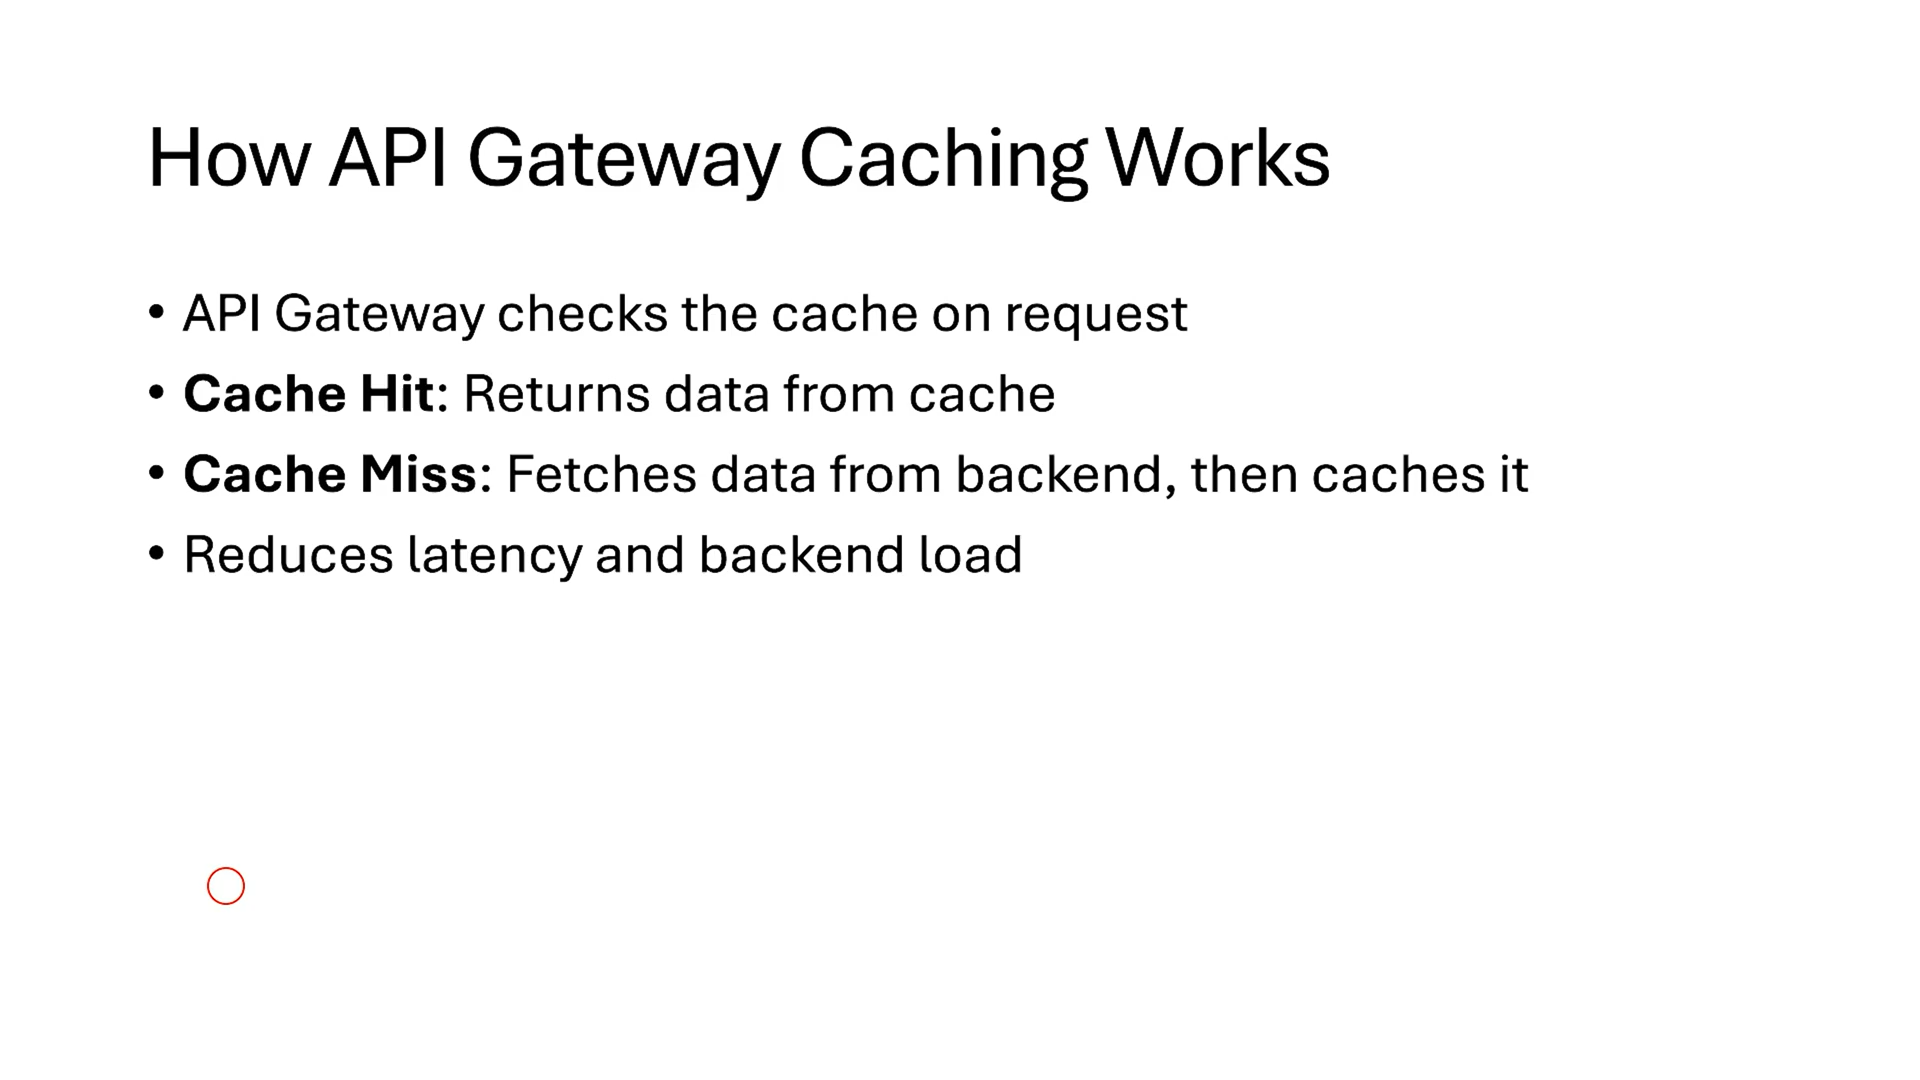 How API Gateway Caching Works
• API Gateway checks the cache on request
• Cache Hit: Returns data from cache
• Cache Miss: Fetches data from backend, then caches it
• Reduces latency and backend load